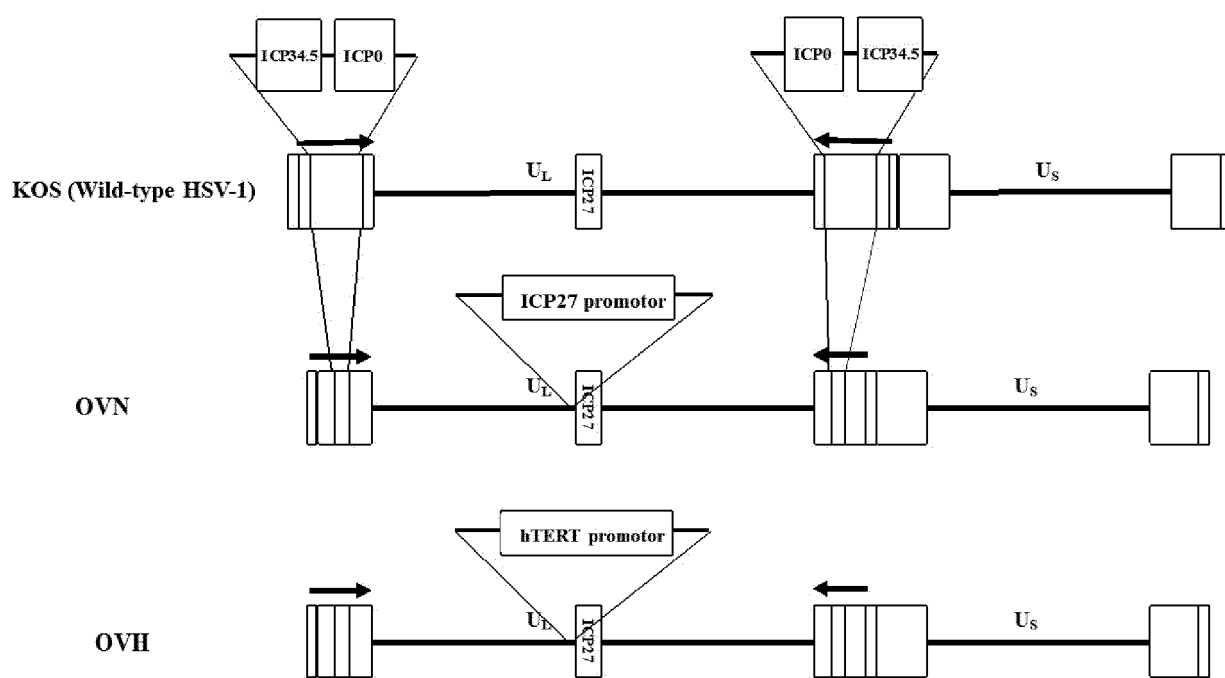 ICP34.5 ICP0 ICP0 ICP34.5
KOS (Wild-type HSV-1) UL ICP27 US
ICP27 promotor
OVN UL ICP27 US
hTERT promotor
OVH UL ICP27 US